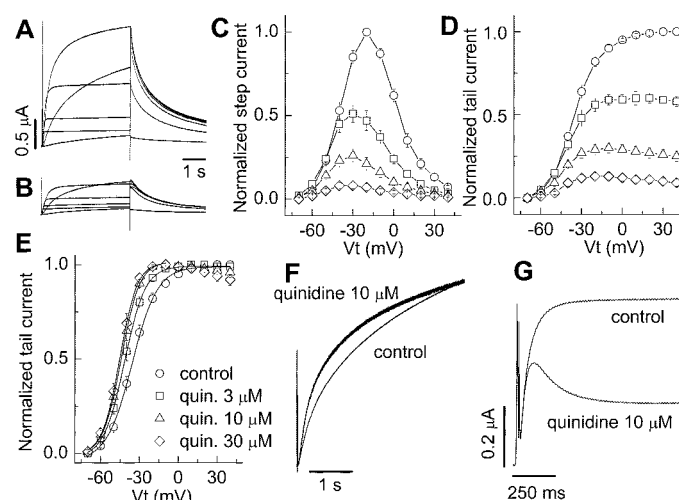 A
0.5 µA
1 s
B
C
Normalized step current
1.0
0.5
0.0
-60 -30 0 30
Vt (mV)
D
Normalized tail current
1.0
0.5
0.0
-60 -30 0 30
Vt (mV)
E
Normalized tail current
1.0
0.5
0.0
control
quin. 3 µM
quin. 10 µM
quin. 30 µM
-60 -30 0 30
Vt (mV)
F
quinidine 10 µM
control
1 s
G
control
quinidine 10 µM
0.2 µA
250 ms